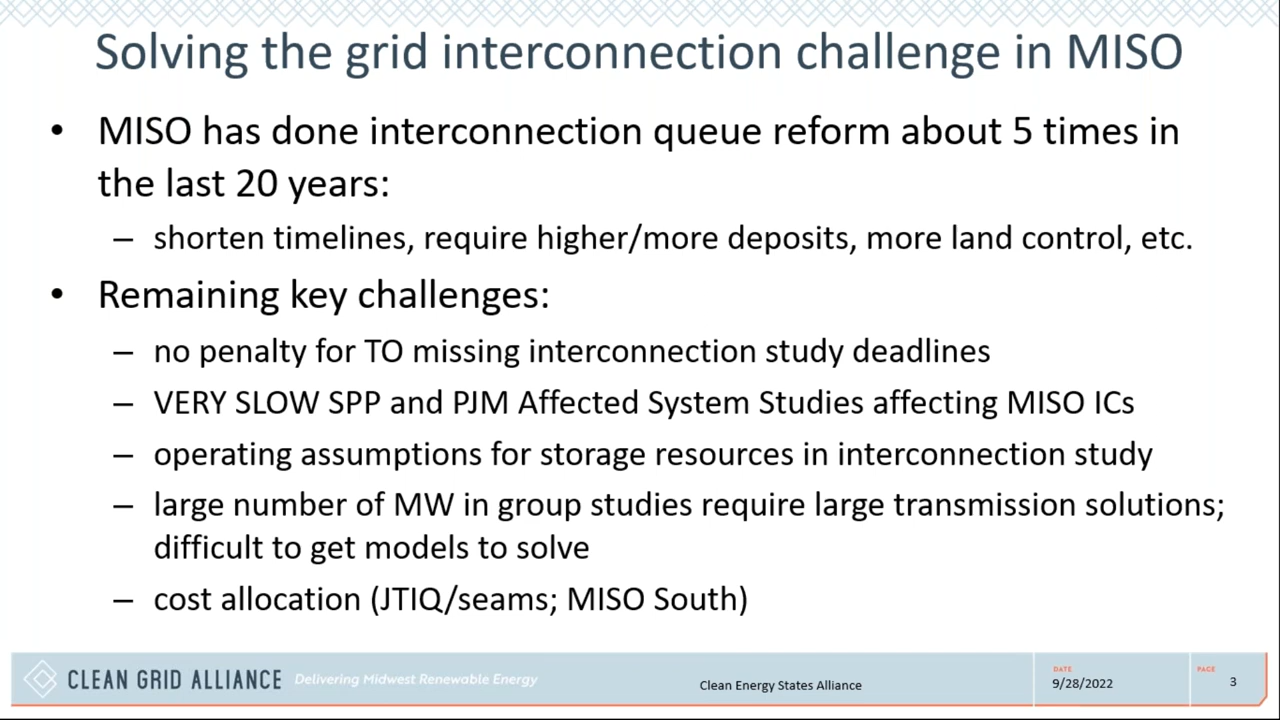 Solving the grid interconnection challenge in MISO
• MISO has done interconnection queue reform about 5 times in
the last 20 years:
– shorten timelines, require higher/more deposits, more land control, etc.
• Remaining key challenges:
– no penalty for TO missing interconnection study deadlines
– VERY SLOW SPP and PJM Affected System Studies affecting MISO ICs
– operating assumptions for storage resources in interconnection study
– large number of MW in group studies require large transmission solutions;
difficult to get models to solve
– cost allocation (JTIQ/seams; MISO South)
CLEAN GRID ALLIANCE Delivering Midwest Renewable Energy
Clean Energy States Alliance
DATE
9/28/2022
PAGE
3